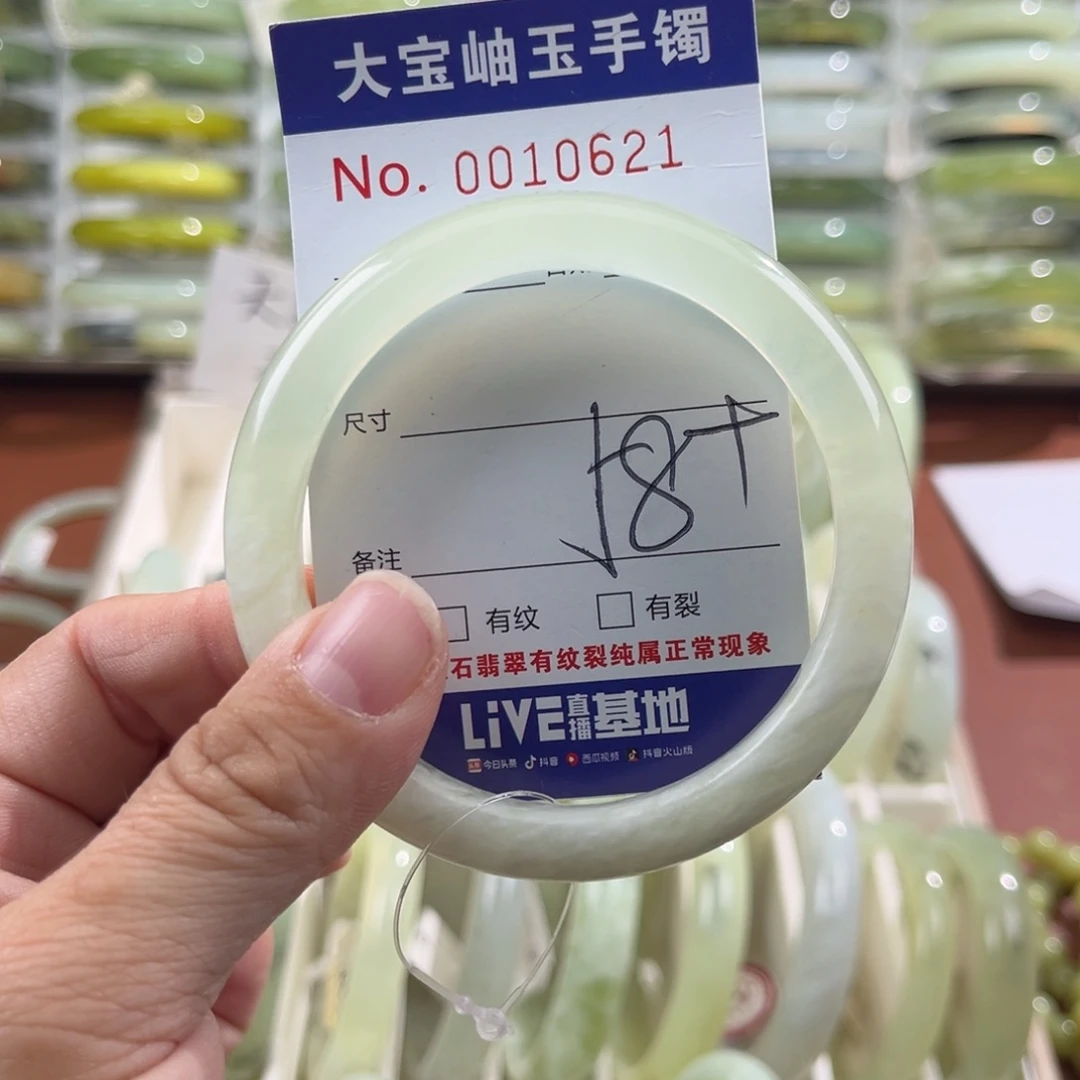 大宝岫玉手镯
No. 0010621
尺寸
备注
有纹 有裂
石翡翠有纹裂纯属正常现象
LiVE直播基地
今日头条 抖音 西瓜视频 抖音火山版